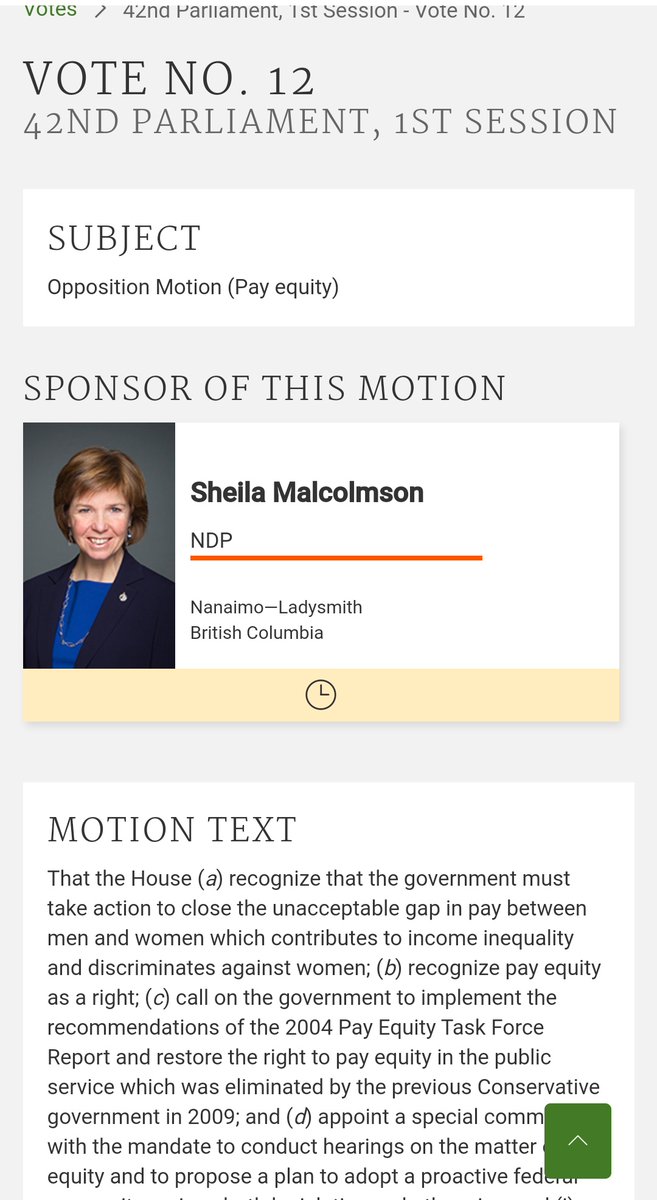 Votes > 42nd Parliament, 1st Session - Vote No. 12
VOTE NO. 12
42ND PARLIAMENT, 1ST SESSION
SUBJECT
Opposition Motion (Pay equity)
SPONSOR OF THIS MOTION
Sheila Malcolmson
NDP
Nanaimo—Ladysmith
British Columbia
MOTION TEXT
That the House (a) recognize that the government must
take action to close the unacceptable gap in pay between
men and women which contributes to income inequality
and discriminates against women; (b) recognize pay equity
as a right; (c) call on the government to implement the
recommendations of the 2004 Pay Equity Task Force
Report and restore the right to pay equity in the public
service which was eliminated by the previous Conservative
government in 2009; and (d) appoint a special comm
with the mandate to conduct hearings on the matter
equity and to propose a plan to adopt a proactive federal